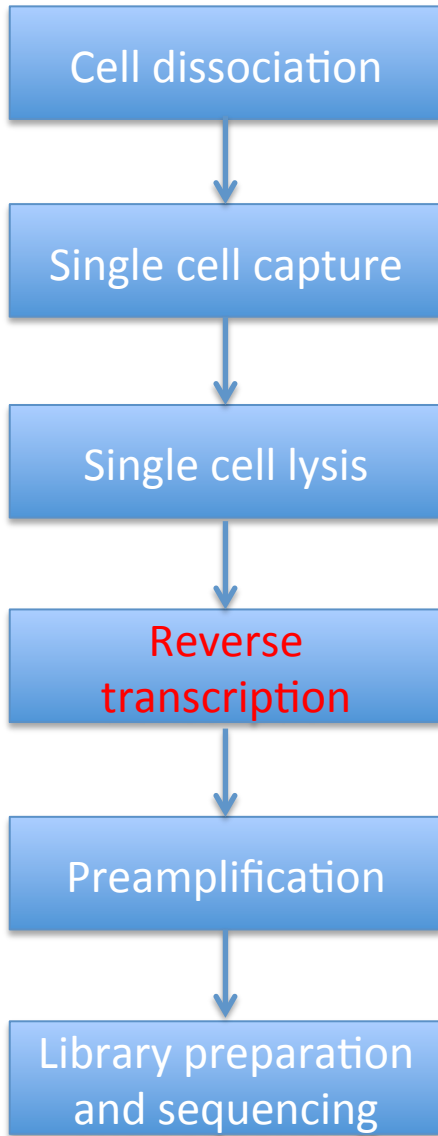 Cell dissociation
Single cell capture
Single cell lysis
Reverse
transcription
Preamplification
Library preparation
and sequencing